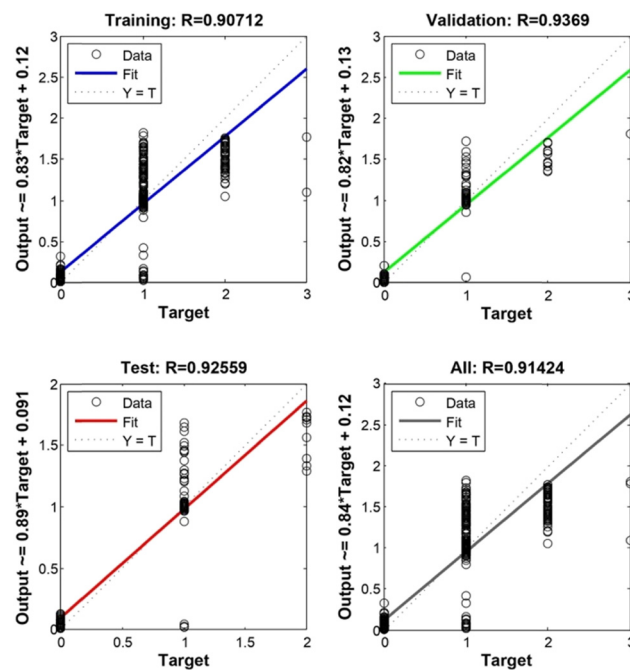 Training: R=0.90712
Output ~= 0.83*Target + 0.12
3
2.5
2
1.5
1
0.5
0
Data
Fit
Y = T
0 1 2 3
Target
Validation: R=0.9369
Output ~= 0.82*Target + 0.13
3
2.5
2
1.5
1
0.5
0
Data
Fit
Y = T
0 1 2 3
Target
Test: R=0.92559
Output ~= 0.89*Target + 0.091
2
1.5
1
0.5
0
Data
Fit
Y = T
0 0.5 1 1.5 2
Target
All: R=0.91424
Output ~= 0.84*Target + 0.12
3
2.5
2
1.5
1
0.5
0
Data
Fit
Y = T
0 1 2 3
Target